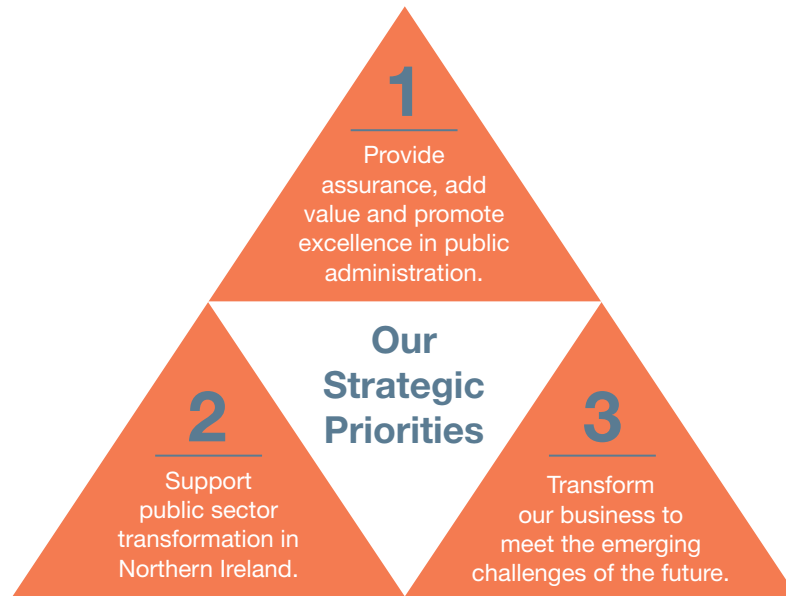 1
Provide
assurance, add
value and promote
excellence in public
administration.
Our
Strategic
Priorities
2
Support
public sector
transformation in
Northern Ireland.
3
Transform
our business to
meet the emerging
challenges of the future.